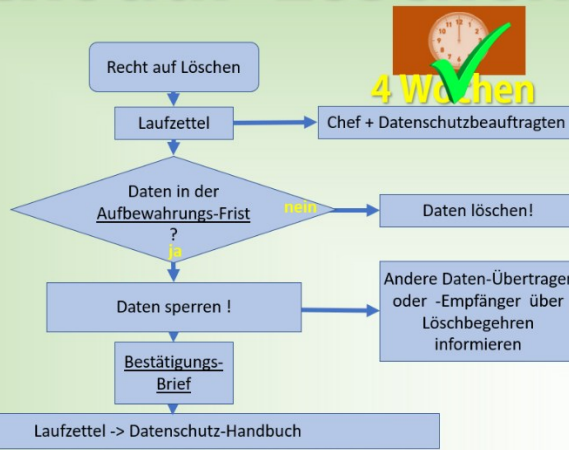 4 Wochen
Recht auf Löschen
Laufzettel
Chef + Datenschutzbeauftragten
Daten in der
Aufbewahrungs-Frist
?
nein
ja
Daten löschen!
Daten sperren !
Andere Daten-Übertrager
oder -Empfänger über
Löschbegehren
informieren
Bestätigungs-
Brief
Laufzettel -> Datenschutz-Handbuch